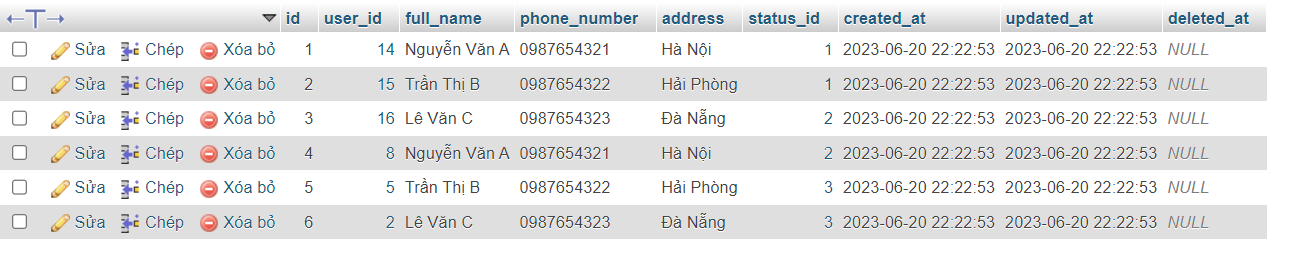 id user_id full_name phone_number address status_id created_at updated_at deleted_at
Sửa Chép Xóa bỏ 1 14 Nguyễn Văn A 0987654321 Hà Nội 1 2023-06-20 22:22:53 2023-06-20 22:22:53 NULL
Sửa Chép Xóa bỏ 2 15 Trần Thị B 0987654322 Hải Phòng 1 2023-06-20 22:22:53 2023-06-20 22:22:53 NULL
Sửa Chép Xóa bỏ 3 16 Lê Văn C 0987654323 Đà Nẵng 2 2023-06-20 22:22:53 2023-06-20 22:22:53 NULL
Sửa Chép Xóa bỏ 4 8 Nguyễn Văn A 0987654321 Hà Nội 2 2023-06-20 22:22:53 2023-06-20 22:22:53 NULL
Sửa Chép Xóa bỏ 5 5 Trần Thị B 0987654322 Hải Phòng 3 2023-06-20 22:22:53 2023-06-20 22:22:53 NULL
Sửa Chép Xóa bỏ 6 2 Lê Văn C 0987654323 Đà Nẵng 3 2023-06-20 22:22:53 2023-06-20 22:22:53 NULL